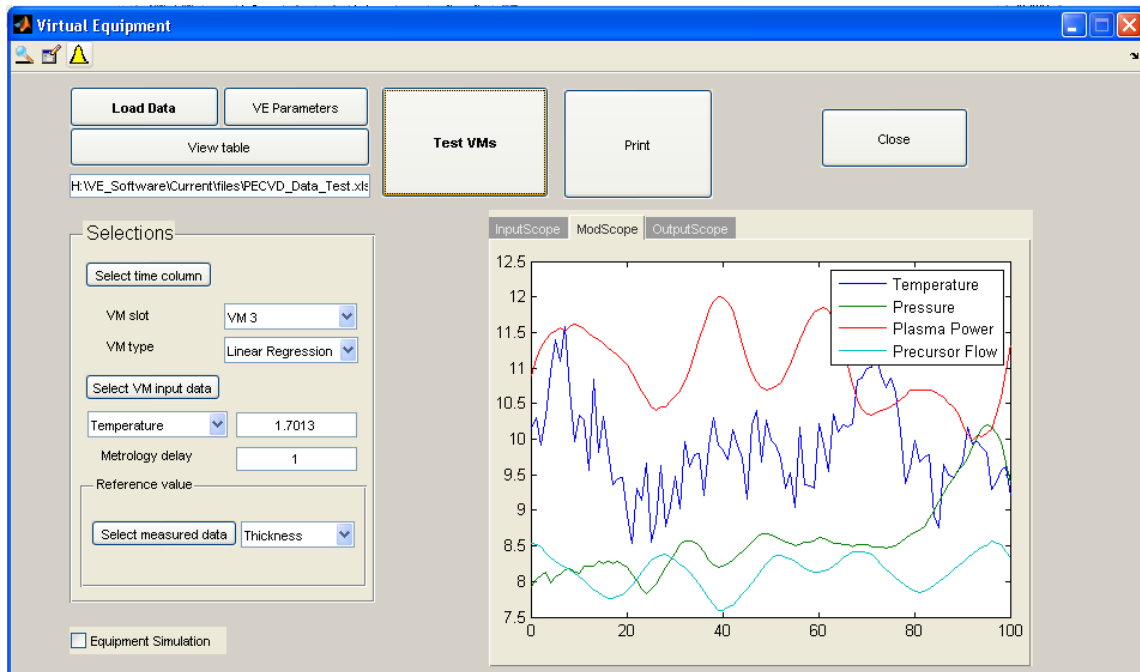 Virtual Equipment
Load Data
VE Parameters
View table
Test VMs
Print
Close
H:\VE_Software\Current\files\PECVD_Data_Test.xls
Selections
Select time column
VM slot
VM 3
VM type
Linear Regression
Select VM input data
Temperature
1.7013
Metrology delay
1
Reference value
Select measured data
Thickness
Equipment Simulation
InputScope
ModScope
OutputScope
12.5
12
11.5
11
10.5
10
9.5
9
8.5
8
7.5
0
20
40
60
80
100
Temperature
Pressure
Plasma Power
Precursor Flow